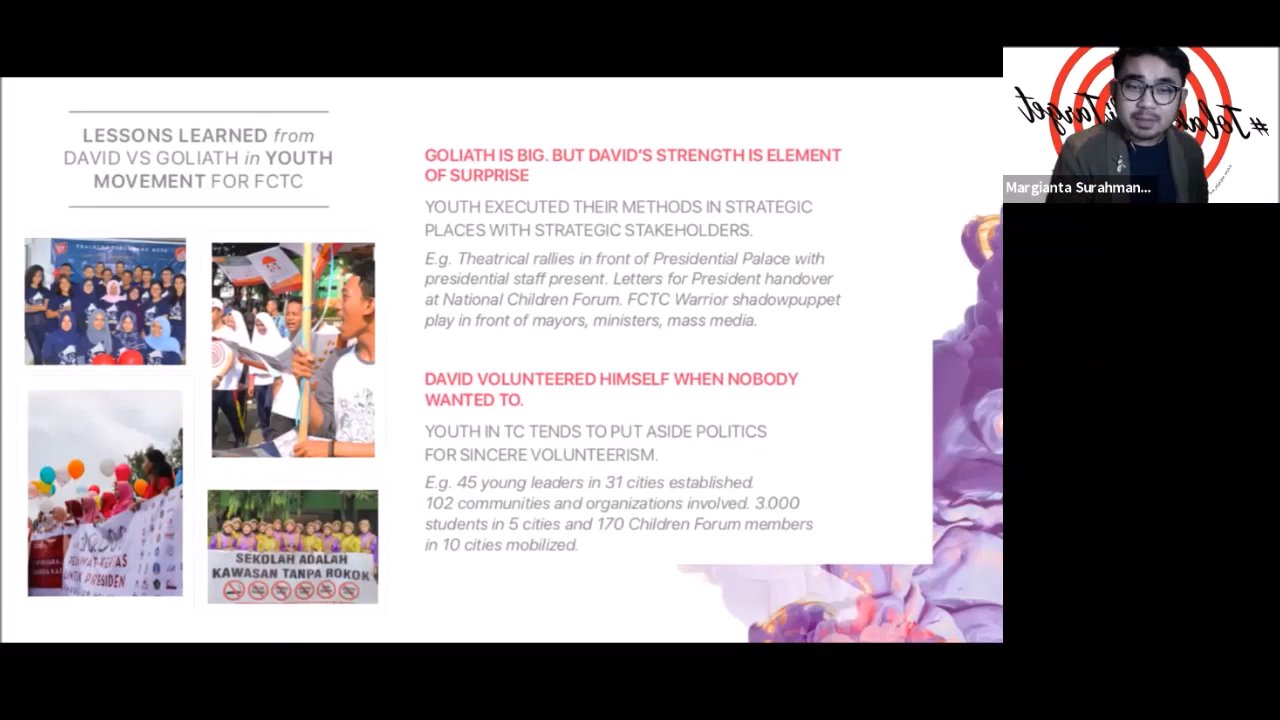 LESSONS LEARNED from
DAVID VS GOLIATH in YOUTH
MOVEMENT FOR FCTC
GOLIATH IS BIG. BUT DAVID'S STRENGTH IS ELEMENT
OF SURPRISE
YOUTH EXECUTED THEIR METHODS IN STRATEGIC
PLACES WITH STRATEGIC STAKEHOLDERS.
E.g. Theatrical rallies in front of Presidential Palace with
presidential staff present. Letters for President handover
at National Children Forum. FCTC Warrior shadowpuppet
play in front of mayors, ministers, mass media.
DAVID VOLUNTEERED HIMSELF WHEN NOBODY
WANTED TO.
YOUTH IN TC TENDS TO PUT ASIDE POLITICS
FOR SINCERE VOLUNTEERISM.
E.g. 45 young leaders in 31 cities established.
102 communities and organizations involved. 3.000
students in 5 cities and 170 Children Forum members
in 10 cities mobilized.
SEKOLAH ADALAH
KAWASAN TANPA ROKOK
PRESIDEN
Margianta Surahman...